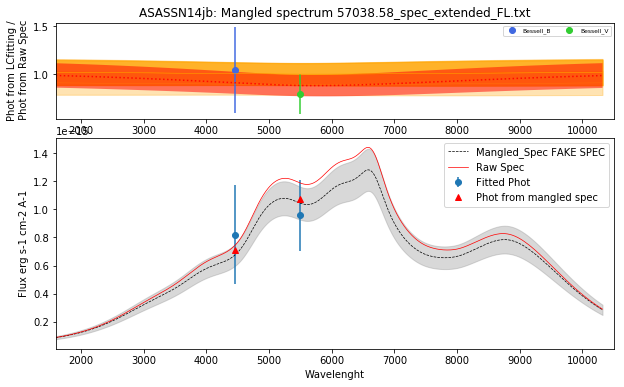 ASASSN14jb: Mangled spectrum 57038.58_spec_extended_FL.txt
Phot from LCfitting /
Phot from Raw Spec
1.5
1.0
Bessell_B
Bessell_V
2000 3000 4000 5000 6000 7000 8000 9000 10000
Flux erg s-1 cm-2 A-1
1.4
1.2
1.0
0.8
0.6
0.4
0.2
Mangled_Spec FAKE SPEC
Raw Spec
Fitted Phot
Phot from mangled spec
2000 3000 4000 5000 6000 7000 8000 9000 10000
Wavelenght